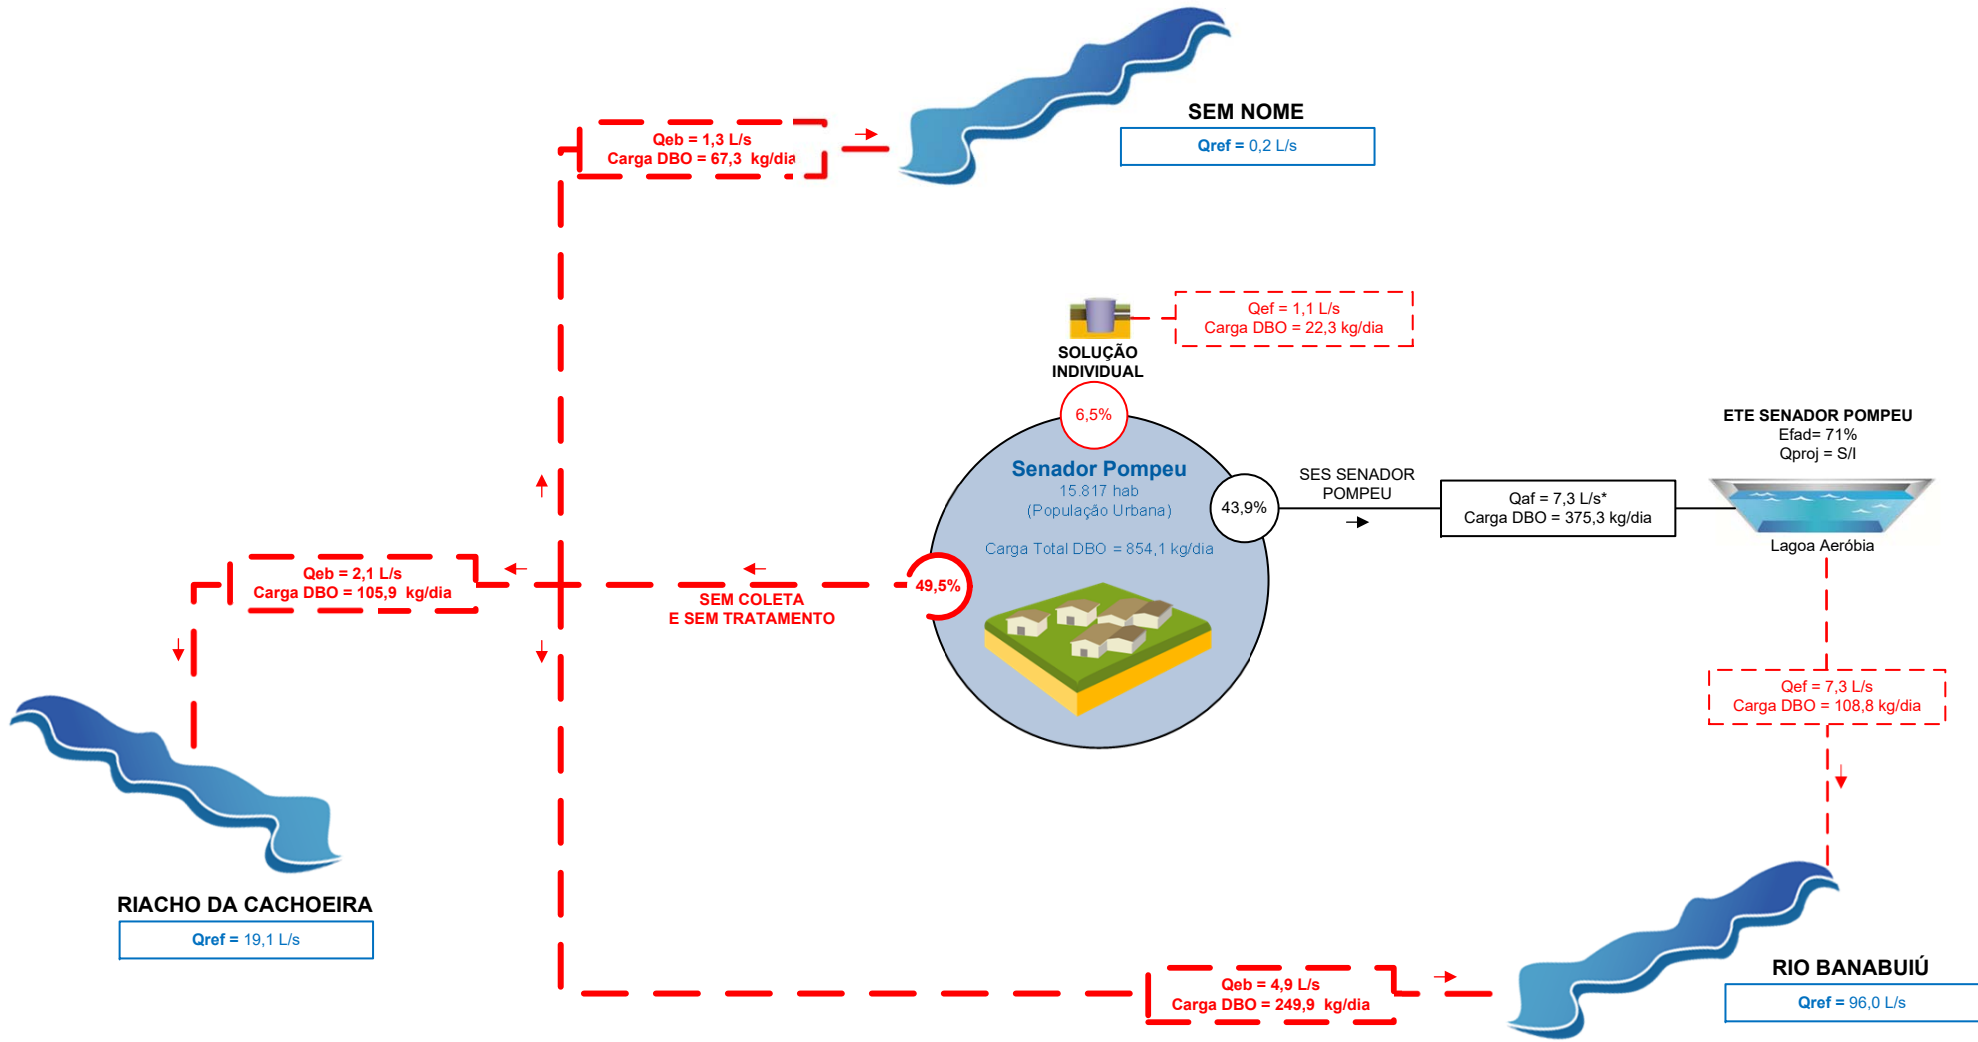 SEM NOME
Qref = 0,2 L/s
Qeb = 1,3 L/s
Carga DBO = 67,3 kg/dia
Qef = 1,1 L/s
Carga DBO = 22,3 kg/dia
SOLUÇÃO
INDIVIDUAL
6,5%
Senador Pompeu
15.817 hab
(População Urbana)
Carga Total DBO = 854,1 kg/dia
43,9%
SES SENADOR
POMPEU
Qaf = 7,3 L/s*
Carga DBO = 375,3 kg/dia
ETE SENADOR POMPEU
Efad= 71%
Qproj = S/I
Lagoa Aeróbia
49,5%
SEM COLETA
E SEM TRATAMENTO
Qeb = 2,1 L/s
Carga DBO = 105,9 kg/dia
Qef = 7,3 L/s
Carga DBO = 108,8 kg/dia
RIACHO DA CACHOEIRA
Qref = 19,1 L/s
Qeb = 4,9 L/s
Carga DBO = 249,9 kg/dia
RIO BANABUIÚ
Qref = 96,0 L/s